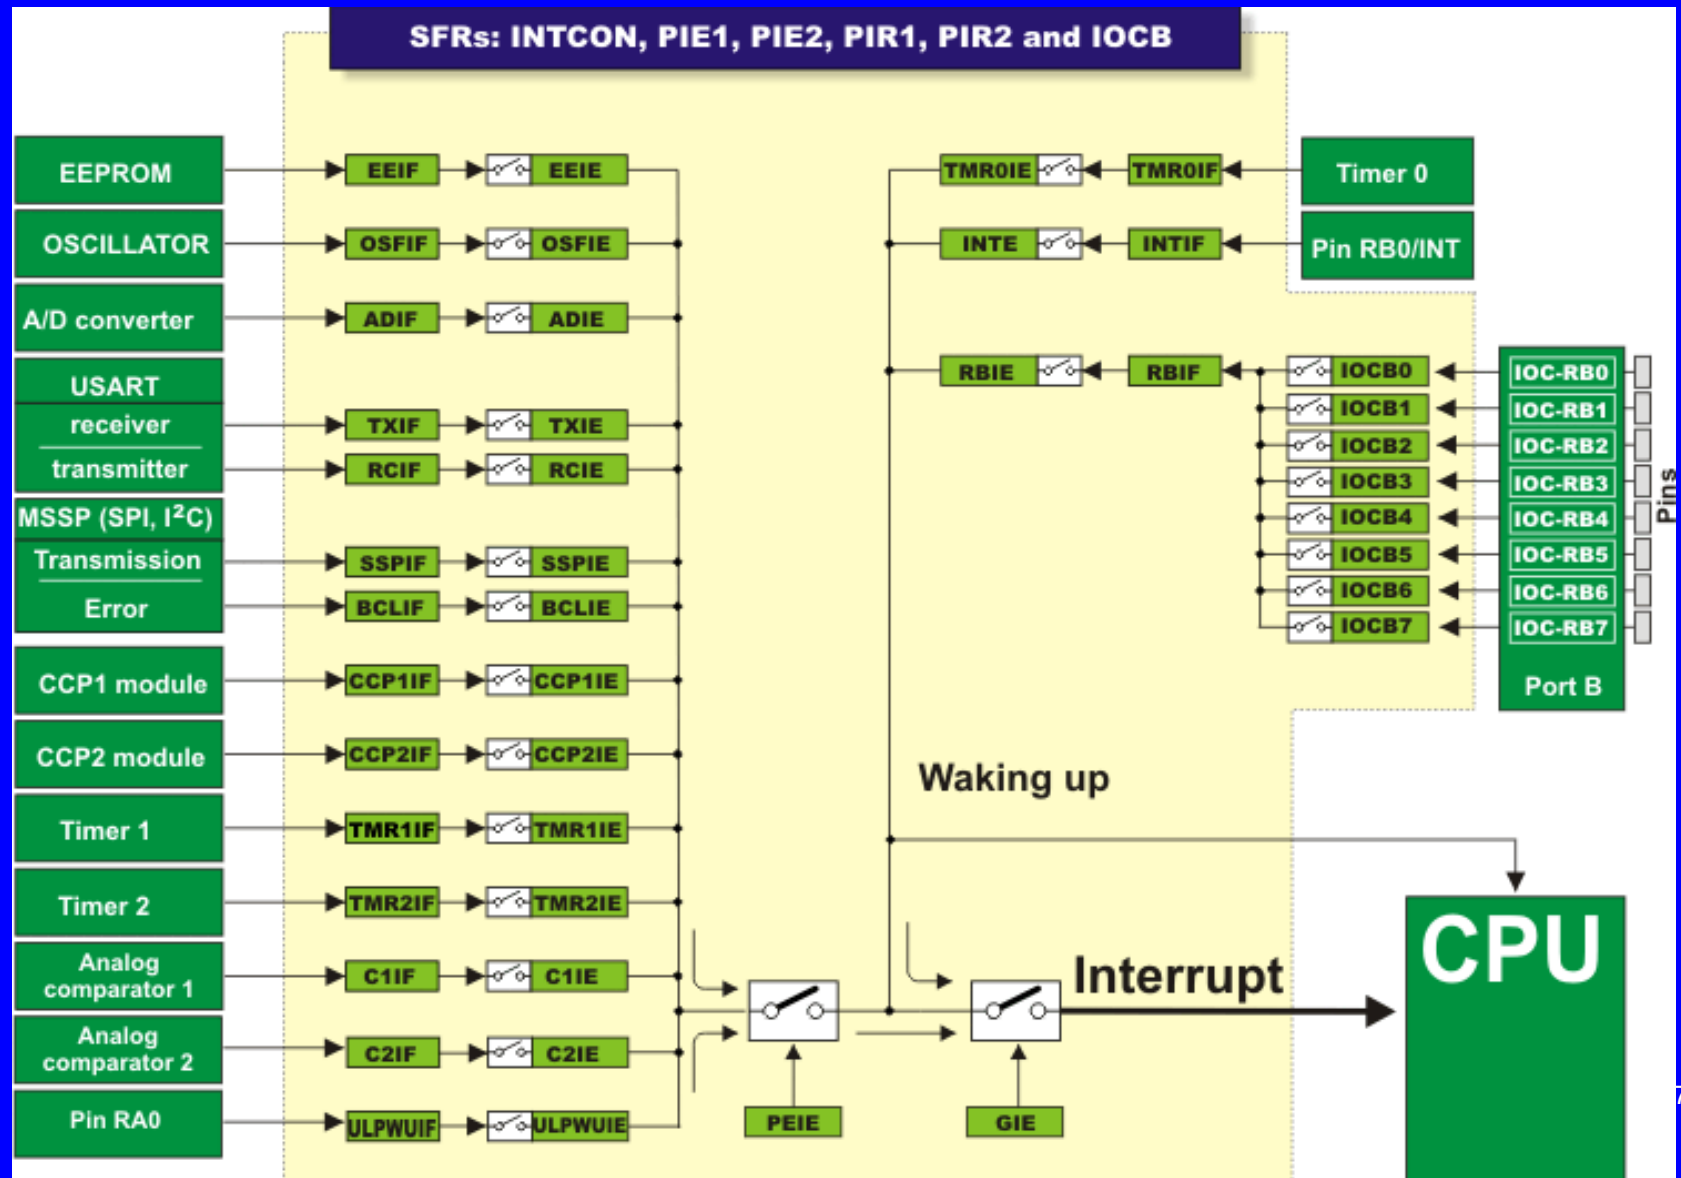 SFRs: INTCON, PIE1, PIE2, PIR1, PIR2 and IOCB
EEPROM
EEIF
EEIE
OSCILLATOR
OSFIF
OSFIE
A/D converter
ADIF
ADIE
USART
receiver
TXIF
TXIE
transmitter
RCIF
RCIE
MSSP (SPI, I²C)
Transmission
SSPIF
SSPIE
Error
BCLIF
BCLIE
CCP1 module
CCP1IF
CCP1IE
CCP2 module
CCP2IF
CCP2IE
Timer 1
TMR1IF
TMR1IE
Timer 2
TMR2IF
TMR2IE
Analog
comparator 1
C1IF
C1IE
Analog
comparator 2
C2IF
C2IE
Pin RA0
ULPWUIF
ULPWUIE
TMR0IE
TMR0IF
Timer 0
INTE
INTIF
Pin RB0/INT
RBIE
RBIF
IOCB0
IOC-RB0
IOCB1
IOC-RB1
IOCB2
IOC-RB2
IOCB3
IOC-RB3
IOCB4
IOC-RB4
IOCB5
IOC-RB5
IOCB6
IOC-RB6
IOCB7
IOC-RB7
Pins
Port B
Waking up
Interrupt
CPU
PEIE
GIE
7